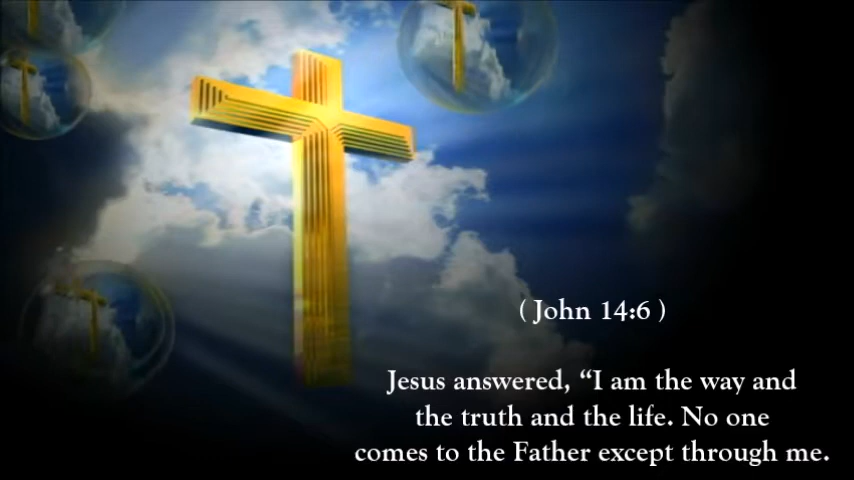 ( John 14:6 )
Jesus answered, “I am the way and
the truth and the life. No one
comes to the Father except through me.